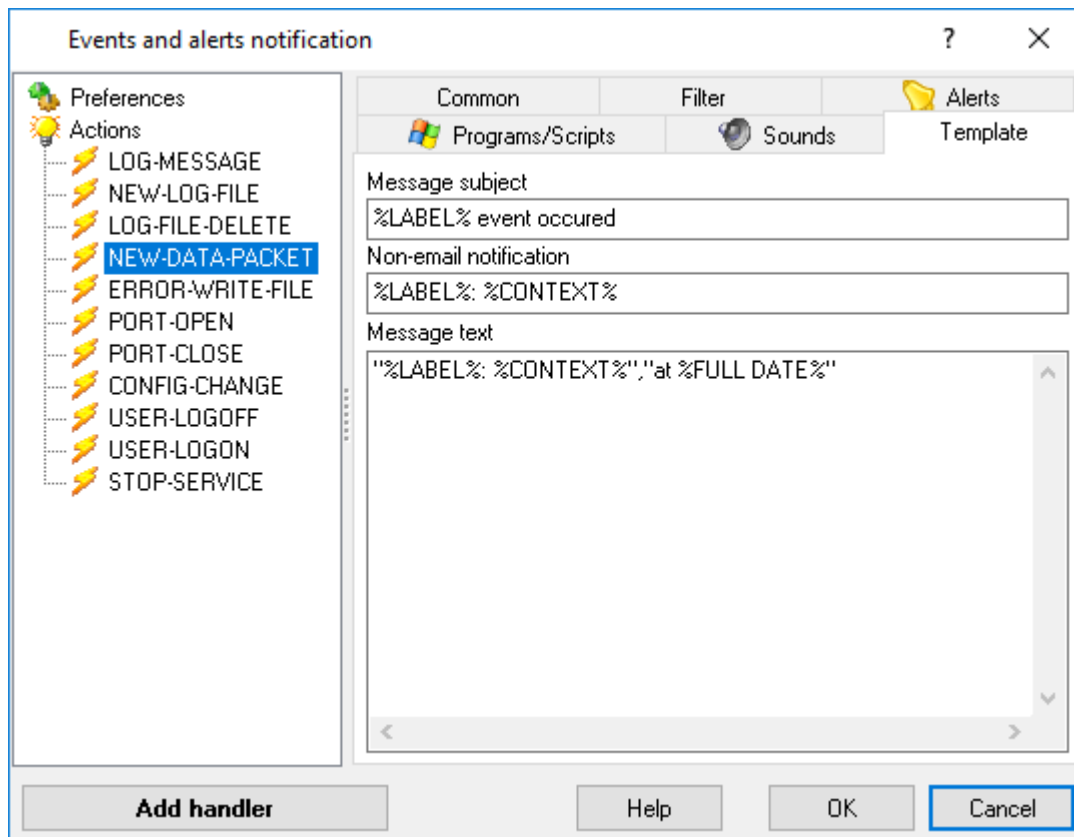 Events and alerts notification
?
Preferences
Actions
LOG-MESSAGE
NEW-LOG-FILE
LOG-FILE-DELETE
NEW-DATA-PACKET
ERROR-WRITE-FILE
PORT-OPEN
PORT-CLOSE
CONFIG-CHANGE
USER-LOGOFF
USER-LOGON
STOP-SERVICE
Common Filter Alerts
Programs/Scripts Sounds Template
Message subject
%LABEL% event occured
Non-email notification
%LABEL%: %CONTEXT%
Message text
"%LABEL%: %CONTEXT%","at %FULL DATE%"
Add handler Help OK Cancel